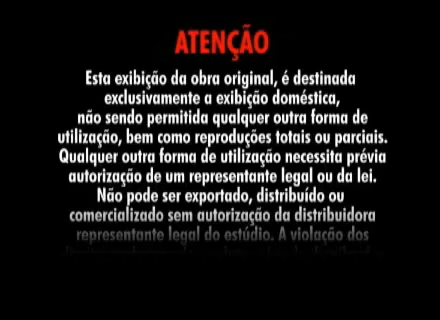 ATENÇÃO
Esta exibição da obra original, é destinada
exclusivamente a exibição doméstica,
não sendo permitida qualquer outra forma de
utilização, bem como reproduções totais ou parciais.
Qualquer outra forma de utilização necessita prévia
autorização de um representante legal ou da lei.
Não pode ser exportado, distribuído ou
comercializado sem autorização da distribuidora
representante legal do estúdio. A violação dos